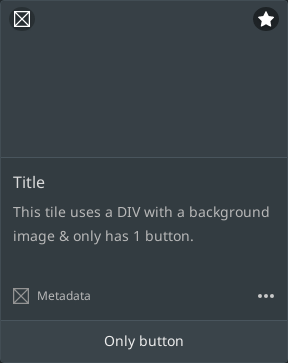 Title
This tile uses a DIV with a background
image & only has 1 button.
Metadata
Only button